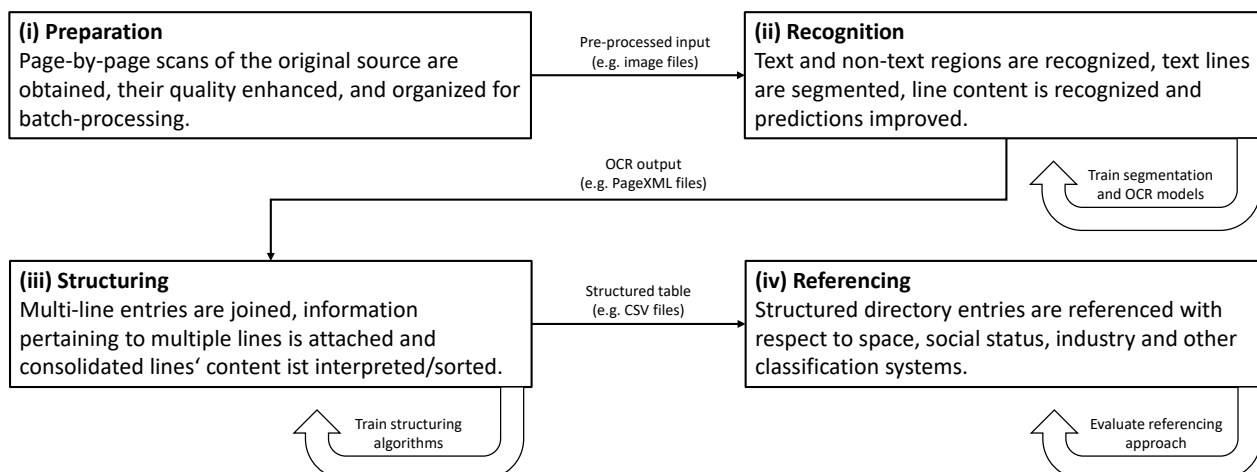 (i) Preparation
Page-by-page scans of the original source are
obtained, their quality enhanced, and organized for
batch-processing.
Pre-processed input
(e.g. image files)
(ii) Recognition
Text and non-text regions are recognized, text lines
are segmented, line content is recognized and
predictions improved.
Train segmentation
and OCR models
OCR output
(e.g. PageXML files)
(iii) Structuring
Multi-line entries are joined, information
pertaining to multiple lines is attached and
consolidated lines‘ content ist interpreted/sorted.
Train structuring
algorithms
Structured table
(e.g. CSV files)
(iv) Referencing
Structured directory entries are referenced with
respect to space, social status, industry and other
classification systems.
Evaluate referencing
approach